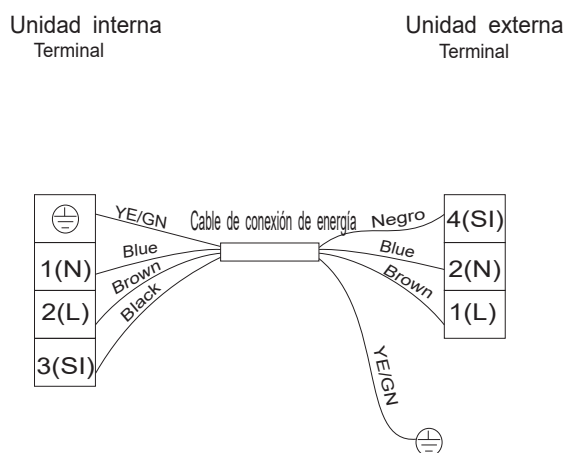 Unidad interna
Terminal
Unidad externa
Terminal
YE/GN
Cable de conexión de energía
Negro
4(SI)
1(N)
Blue
Blue
2(N)
2(L)
Brown
Brown
1(L)
3(SI)
Black
YE/GN